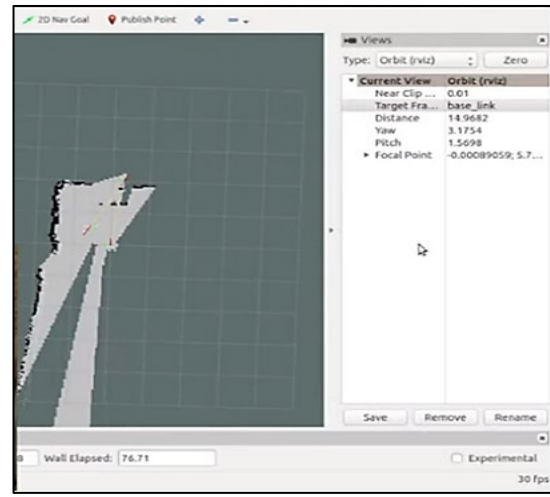 2D Nav Goal Publish Point
Views
Type: Orbit (rviz) Zero
Current View Orbit (rviz)
Near Clip ... 0.01
Target Fra... base_link
Distance 14.9682
Yaw 3.1754
Pitch 1.5698
Focal Point -0.00089059; 5.7...
Save Remove Rename
8 Wall Elapsed: 76.71 Experimental
30 fps